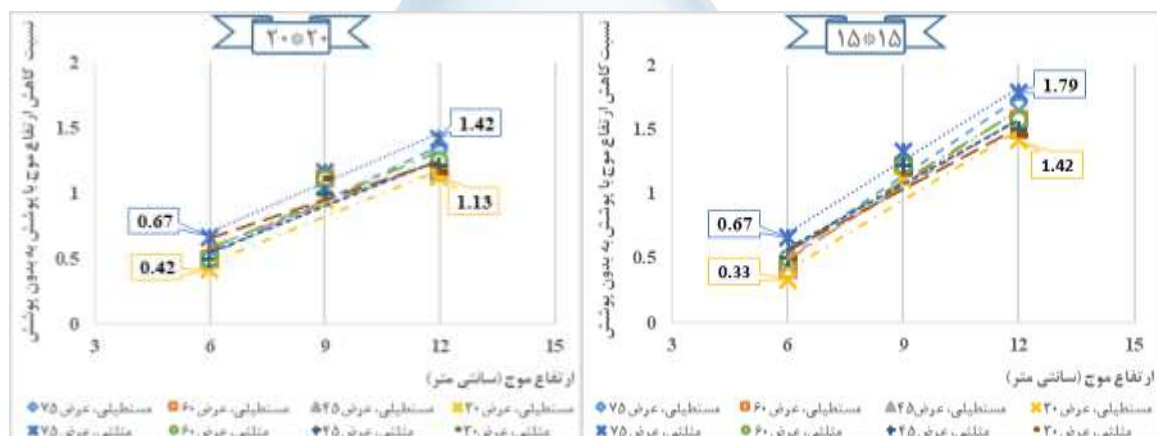 ۲۰*۲۰
نسبت کاهش ارتفاع موج با پوشش به بدون پوشش
2
1.5
1
0.5
0
1.42
1.13
0.67
0.42
3 6 9 12 15
ارتفاع موج (سانتی متر)
مستطیلی، عرض ۷۵ مستطیلی، عرض ۶۰ مستطیلی، عرض ۴۵ مستطیلی، عرض ۳۰
مثلثی، عرض ۷۵ مثلثی، عرض ۶۰ مثلثی، عرض ۴۵ مثلثی، عرض ۳۰
۱۵*۱۵
نسبت کاهش ارتفاع موج با پوشش به بدون پوشش
2
1.5
1
0.5
0
1.79
1.42
0.67
0.33
3 6 9 12 15
ارتفاع موج (سانتی متر)
مستطیلی، عرض ۷۵ مستطیلی، عرض ۶۰ مستطیلی، عرض ۴۵ مستطیلی، عرض ۳۰
مثلثی، عرض ۷۵ مثلثی، عرض ۶۰ مثلثی، عرض ۴۵ مثلثی، عرض ۳۰